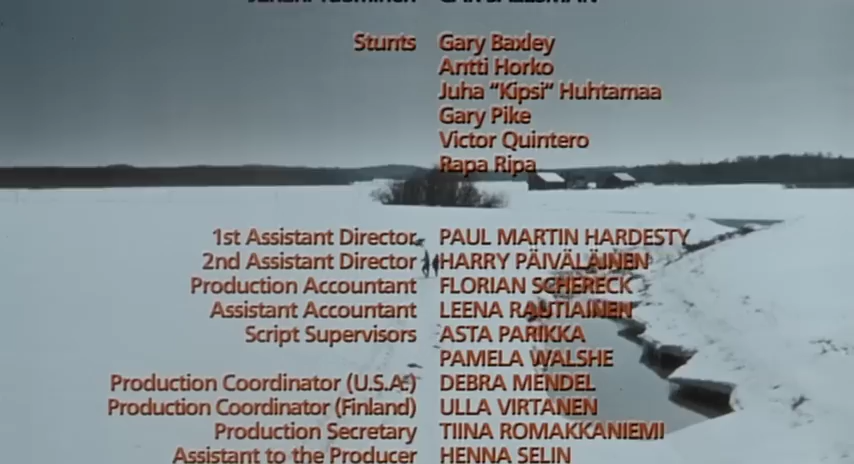 Stunts Gary Baxley
Antti Horko
Juha "Kipsi" Huhtamaa
Gary Pike
Victor Quintero
Rapa Ripa
1st Assistant Director PAUL MARTIN HARDESTY
2nd Assistant Director HARRY PÄIVÄLÄINEN
Production Accountant FLORIAN SCHERECK
Assistant Accountant LEENA RAUTIAINEN
Script Supervisors ASTA PARIKKA
PAMELA WALSHE
Production Coordinator (U.S.A.) DEBRA MENDEL
Production Coordinator (Finland) ULLA VIRTANEN
Production Secretary TIINA ROMAKKANIEMI
Assistant to the Producer HENNA SELIN